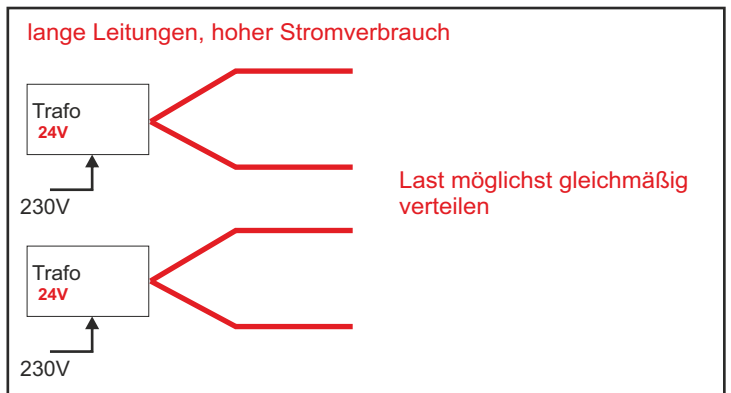 lange Leitungen, hoher Stromverbrauch
Trafo
24V
230V
Last möglichst gleichmäßig
verteilen
Trafo
24V
230V